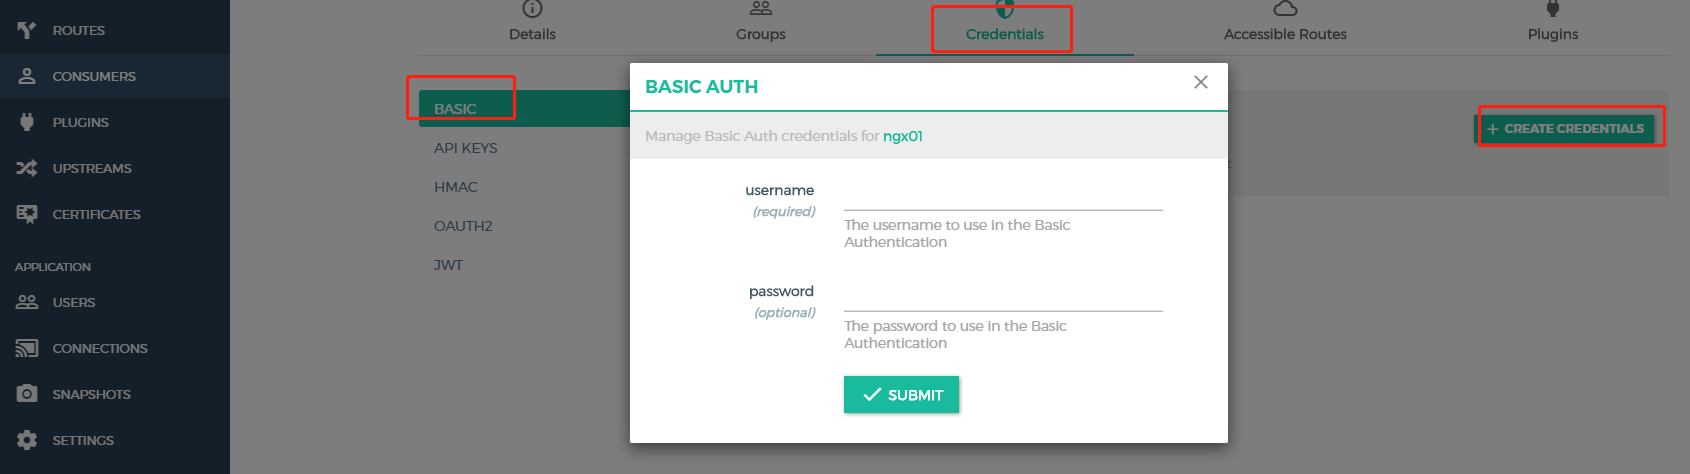 ROUTES
CONSUMERS
PLUGINS
UPSTREAMS
CERTIFICATES
APPLICATION
USERS
CONNECTIONS
SNAPSHOTS
SETTINGS
Details
Groups
Credentials
Accessible Routes
Plugins
BASIC
API KEYS
HMAC
OAUTH2
JWT
+ CREATE CREDENTIALS
BASIC AUTH
Manage Basic Auth credentials for ngx01
username
(required)
The username to use in the Basic
Authentication
password
(optional)
The password to use in the Basic
Authentication
SUBMIT